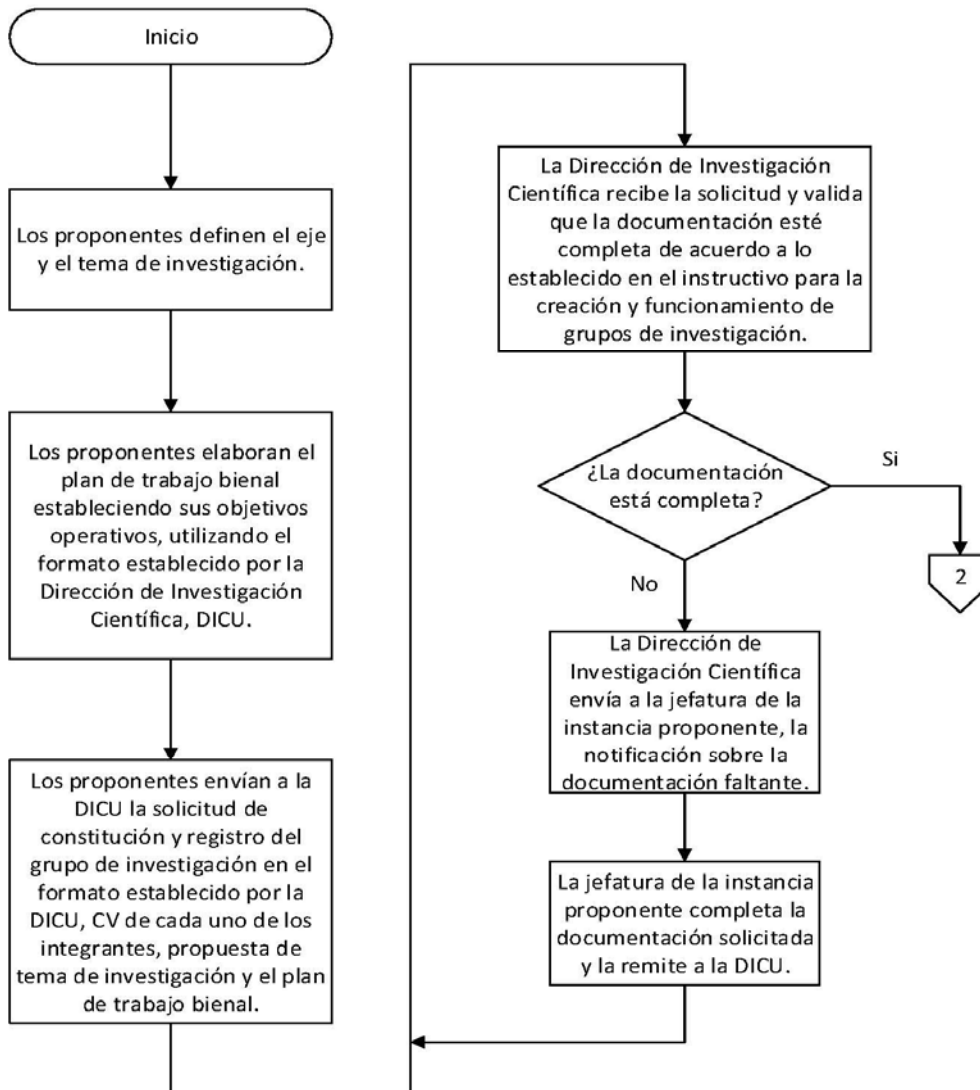 Inicio
Los proponentes definen el eje
y el tema de investigación.
Los proponentes elaboran el
plan de trabajo bienal
estableciendo sus objetivos
operativos, utilizando el
formato establecido por la
Dirección de Investigación
Científica, DICU.
Los proponentes envían a la
DICU la solicitud de
constitución y registro del
grupo de investigación en el
formato establecido por la
DICU, CV de cada uno de los
integrantes, propuesta de
tema de investigación y el plan
de trabajo bienal.
La Dirección de Investigación
Científica recibe la solicitud y valida
que la documentación esté
completa de acuerdo a lo
establecido en el instructivo para la
creación y funcionamiento de
grupos de investigación.
¿La documentación
está completa?
Si
2
No
La Dirección de
Investigación Científica
envía a la jefatura de la
instancia proponente, la
notificación sobre la
documentación faltante.
La jefatura de la instancia
proponente completa la
documentación solicitada
y la remite a la DICU.